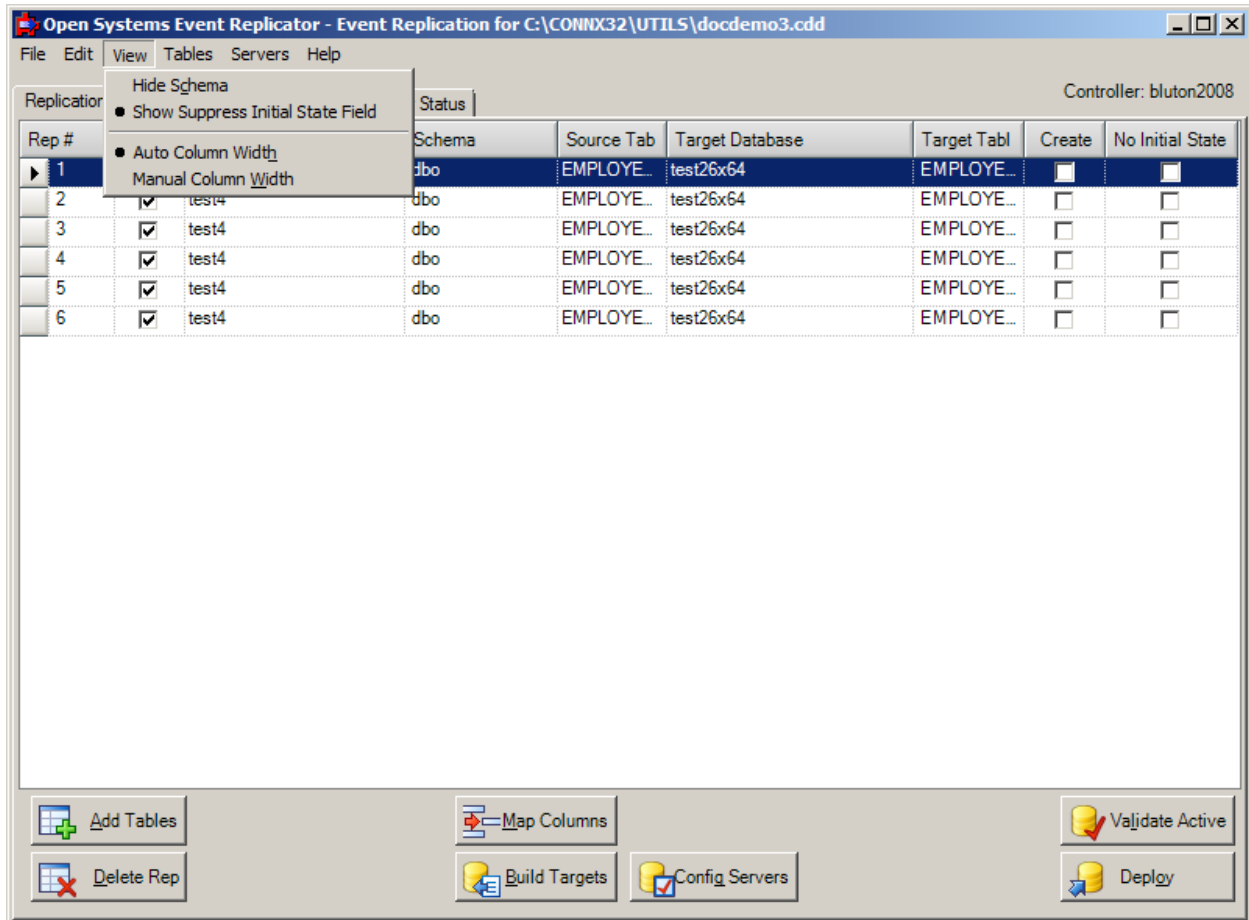 Open Systems Event Replicator - Event Replication for C:\CONNX32\UTILS\docdemo3.cdd
File Edit View Tables Servers Help
Hide Schema
Show Suppress Initial State Field
Auto Column Width
Manual Column Width
Controller: bluton2008
Replication Status
Rep # Schema Source Tab Target Database Target Tabl Create No Initial State
1 dbo EMPLOYE... test26x64 EMPLOYE...
2 test4 dbo EMPLOYE... test26x64 EMPLOYE...
3 test4 dbo EMPLOYE... test26x64 EMPLOYE...
4 test4 dbo EMPLOYE... test26x64 EMPLOYE...
5 test4 dbo EMPLOYE... test26x64 EMPLOYE...
6 test4 dbo EMPLOYE... test26x64 EMPLOYE...
Add Tables Map Columns Validate Active
Delete Rep Build Targets Config Servers Deploy